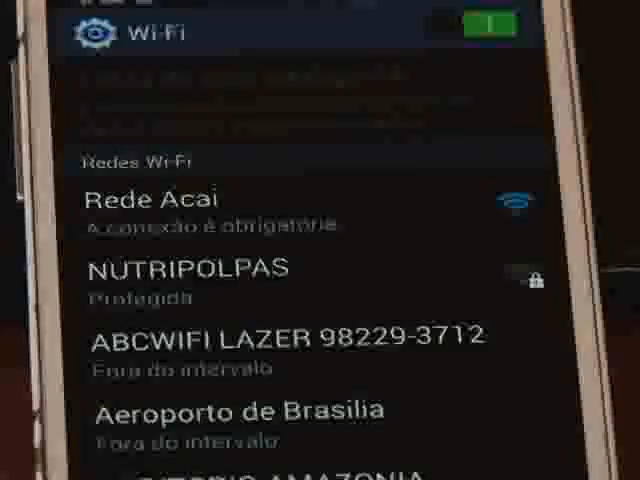 Wi-Fi
Redes Wi-Fi
Rede Acai
A conexão é obrigatória
NUTRIPOLPAS
Protegida
ABCWIFI LAZER 98229-3712
Fora do intervalo
Aeroporto de Brasilia
Fora do intervalo
AMAZONIA